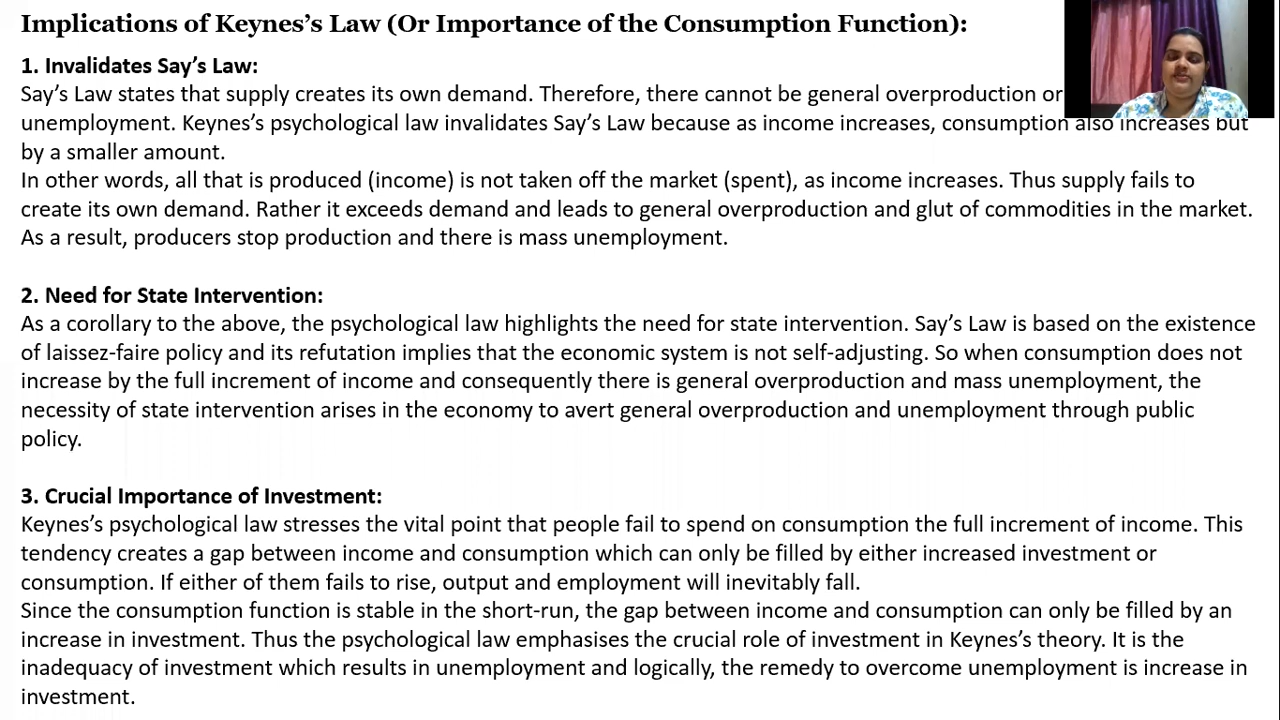 Implications of Keynes's Law (Or Importance of the Consumption Function):
1. Invalidates Say's Law:
Say's Law states that supply creates its own demand. Therefore, there cannot be general overproduction or
unemployment. Keynes's psychological law invalidates Say's Law because as income increases, consumption also increases but
by a smaller amount.
In other words, all that is produced (income) is not taken off the market (spent), as income increases. Thus supply fails to
create its own demand. Rather it exceeds demand and leads to general overproduction and glut of commodities in the market.
As a result, producers stop production and there is mass unemployment.
2. Need for State Intervention:
As a corollary to the above, the psychological law highlights the need for state intervention. Say's Law is based on the existence
of laissez-faire policy and its refutation implies that the economic system is not self-adjusting. So when consumption does not
increase by the full increment of income and consequently there is general overproduction and mass unemployment, the
necessity of state intervention arises in the economy to avert general overproduction and unemployment through public
policy.
3. Crucial Importance of Investment:
Keynes's psychological law stresses the vital point that people fail to spend on consumption the full increment of income. This
tendency creates a gap between income and consumption which can only be filled by either increased investment or
consumption. If either of them fails to rise, output and employment will inevitably fall.
Since the consumption function is stable in the short-run, the gap between income and consumption can only be filled by an
increase in investment. Thus the psychological law emphasises the crucial role of investment in Keynes's theory. It is the
inadequacy of investment which results in unemployment and logically, the remedy to overcome unemployment is increase in
investment.